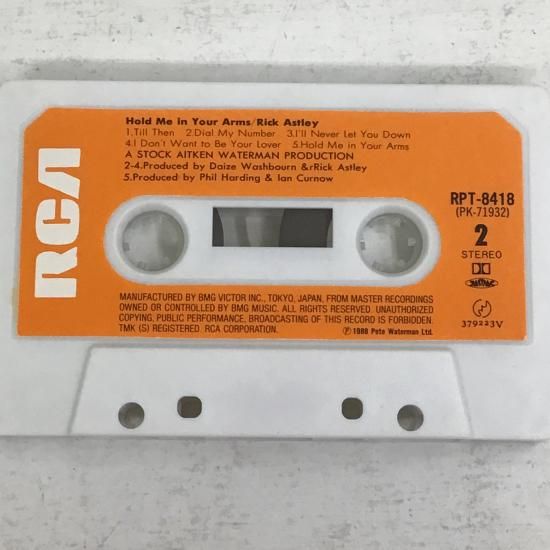 RCA
Hold Me in Your Arms/Rick Astley
1.Till Then 2.Dial My Number 3.I'll Never Let You Down
4.I Don't Want to Be Your Lover 5.Hold Me in Your Arms
A STOCK AITKEN WATERMAN PRODUCTION
2-4.Produced by Daize Washbourn &rRick Astley
5.Produced by Phil Harding & Ian Curnow
RPT-8418
(PK-71932)
2
STEREO
379223V
MANUFACTURED BY BMG VICTOR INC., TOKYO, JAPAN, FROM MASTER RECORDINGS
OWNED OR CONTROLLED BY BMG MUSIC. ALL RIGHTS RESERVED. UNAUTHORIZED
COPYING, PUBLIC PERFORMANCE, BROADCASTING OF THIS RECORD IS FORBIDDEN.
TMK (S) REGISTERED. RCA CORPORATION. Ⓟ1988 Pete Waterman Ltd.